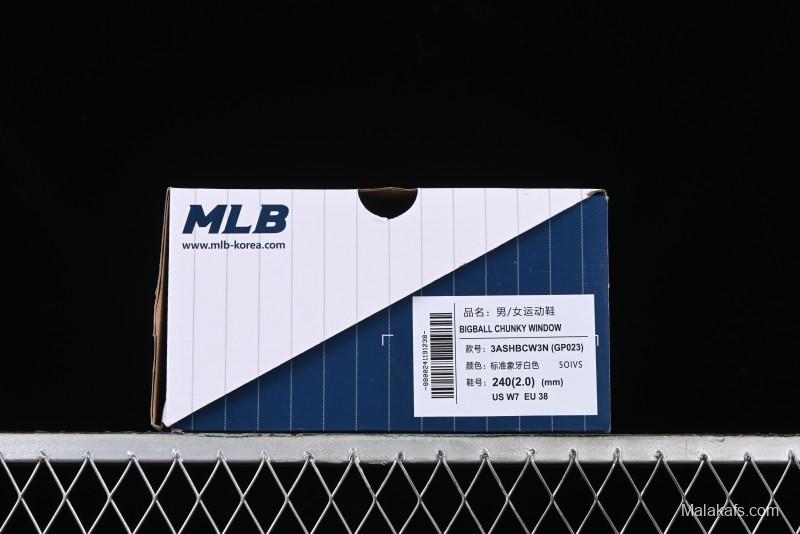 MLB
www.mlb-korea.com
品名：男/女运动鞋
BIGBALL CHUNKY WINDOW
款号：3ASHBCW3N (GP023)
颜色：标准象牙白色 50IVS
鞋号：240(2.0) (mm)
US W7 EU 38
Malakafs.com